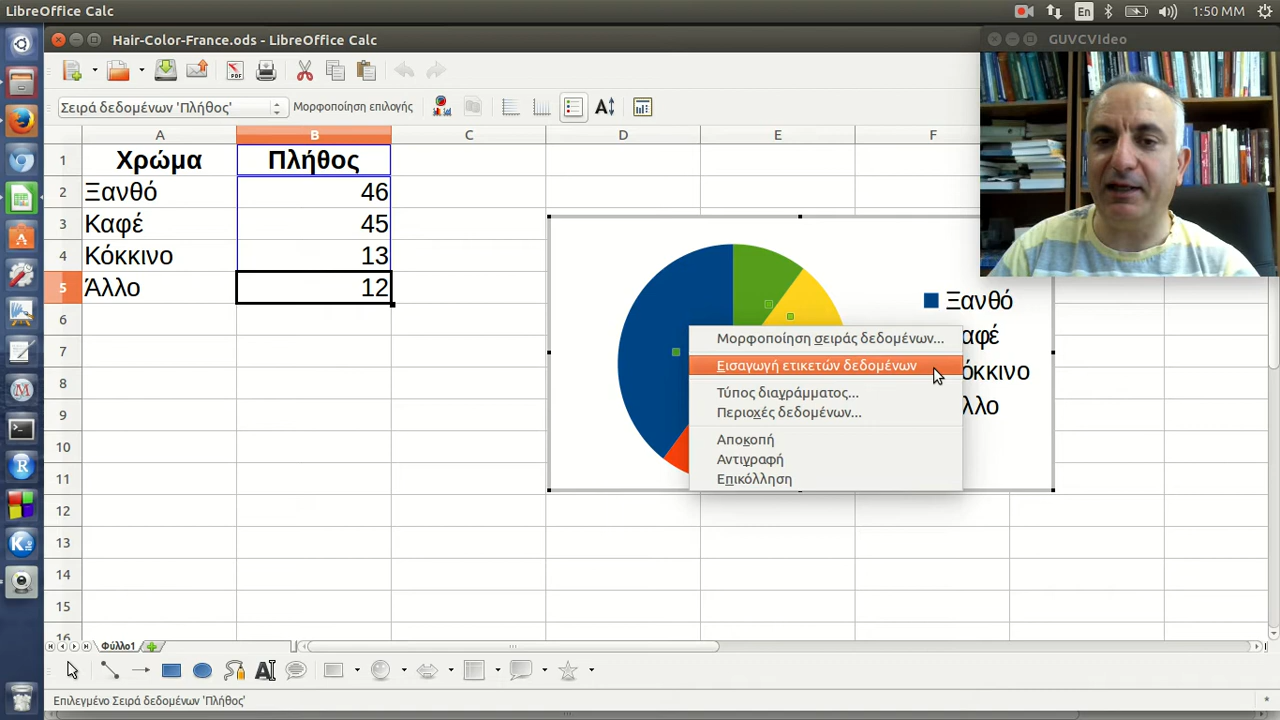 LibreOffice Calc
En
1:50 ΜΜ
Hair-Color-France.ods - LibreOffice Calc
GUVCVIdeo
Σειρά δεδομένων 'Πλήθος'
Μορφοποίηση επιλογής
A B C D E F
1 Χρώμα Πλήθος
2 Ξανθό 46
3 Καφέ 45
4 Κόκκινο 13
5 Άλλο 12
6
7
8
9
10
11
12
13
14
15
16
Ξανθό
αφέ
όκκινο
λλο
Μορφοποίηση σειράς δεδομένων...
Εισαγωγή ετικετών δεδομένων
Τύπος διαγράμματος...
Περιοχές δεδομένων...
Αποκοπή
Αντιγραφή
Επικόλληση
Φύλλο1
Επιλεγμένο Σειρά δεδομένων 'Πλήθος'